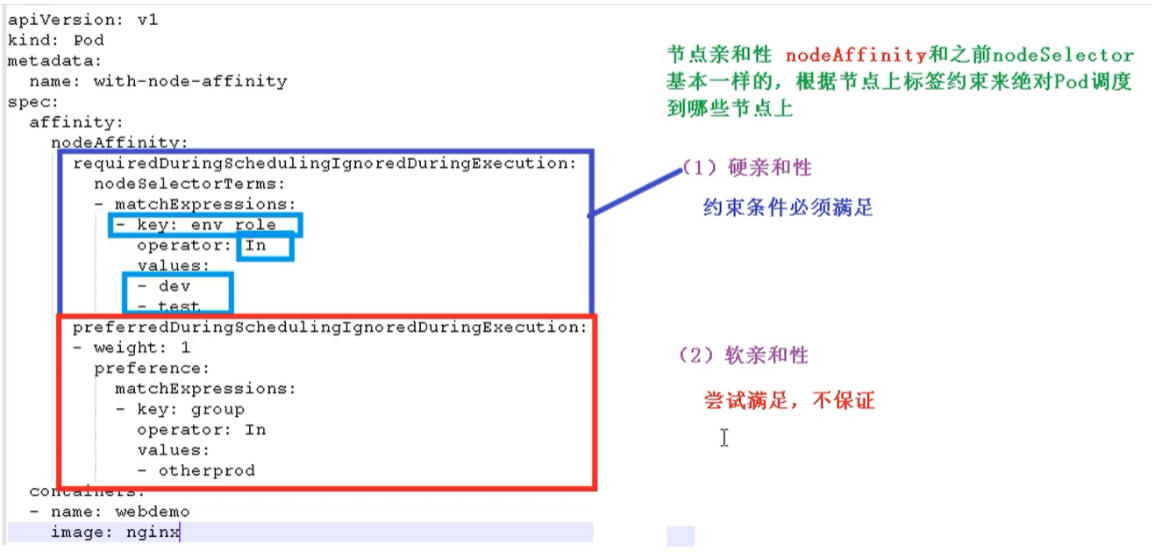 apiVersion: v1
kind: Pod
metadata:
  name: with-node-affinity
spec:
  affinity:
    nodeAffinity:
      requiredDuringSchedulingIgnoredDuringExecution:
        nodeSelectorTerms:
        - matchExpressions:
          - key: env_role
            operator: In
            values:
            - dev
            - test
      preferredDuringSchedulingIgnoredDuringExecution:
      - weight: 1
        preference:
          matchExpressions:
          - key: group
            operator: In
            values:
            - otherprod
  containers:
  - name: webdemo
    image: nginx
节点亲和性 nodeAffinity和之前nodeSelector
基本一样的，根据节点上标签约束来绝对Pod调度
到哪些节点上
（1）硬亲和性
约束条件必须满足
（2）软亲和性
尝试满足，不保证